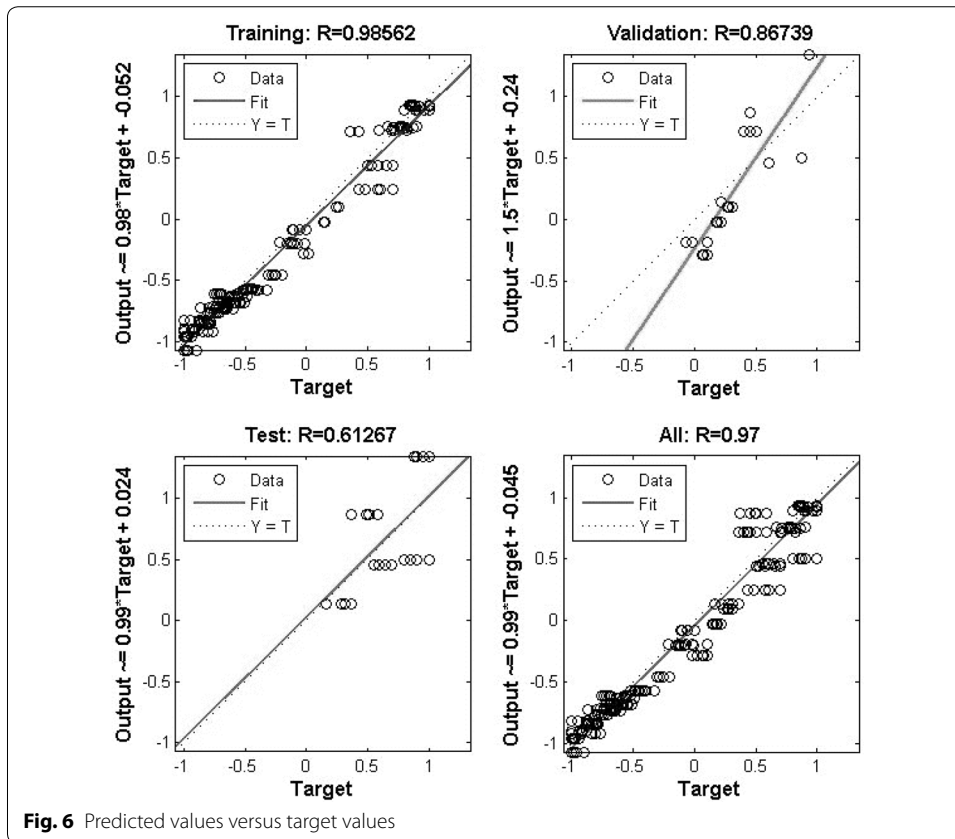 Training: R=0.98562
Output ~= 0.98*Target + -0.052
Data
Fit
Y = T
1
0.5
0
-0.5
-1
-1 -0.5 0 0.5 1
Target
Validation: R=0.86739
Output ~= 1.5*Target + -0.24
Data
Fit
Y = T
1
0.5
0
-0.5
-1
-1 -0.5 0 0.5 1
Target
Test: R=0.61267
Output ~= 0.99*Target + 0.024
Data
Fit
Y = T
1
0.5
0
-0.5
-1
-1 -0.5 0 0.5 1
Target
All: R=0.97
Output ~= 0.99*Target + -0.045
Data
Fit
Y = T
1
0.5
0
-0.5
-1
-1 -0.5 0 0.5 1
Target
Fig. 6 Predicted values versus target values